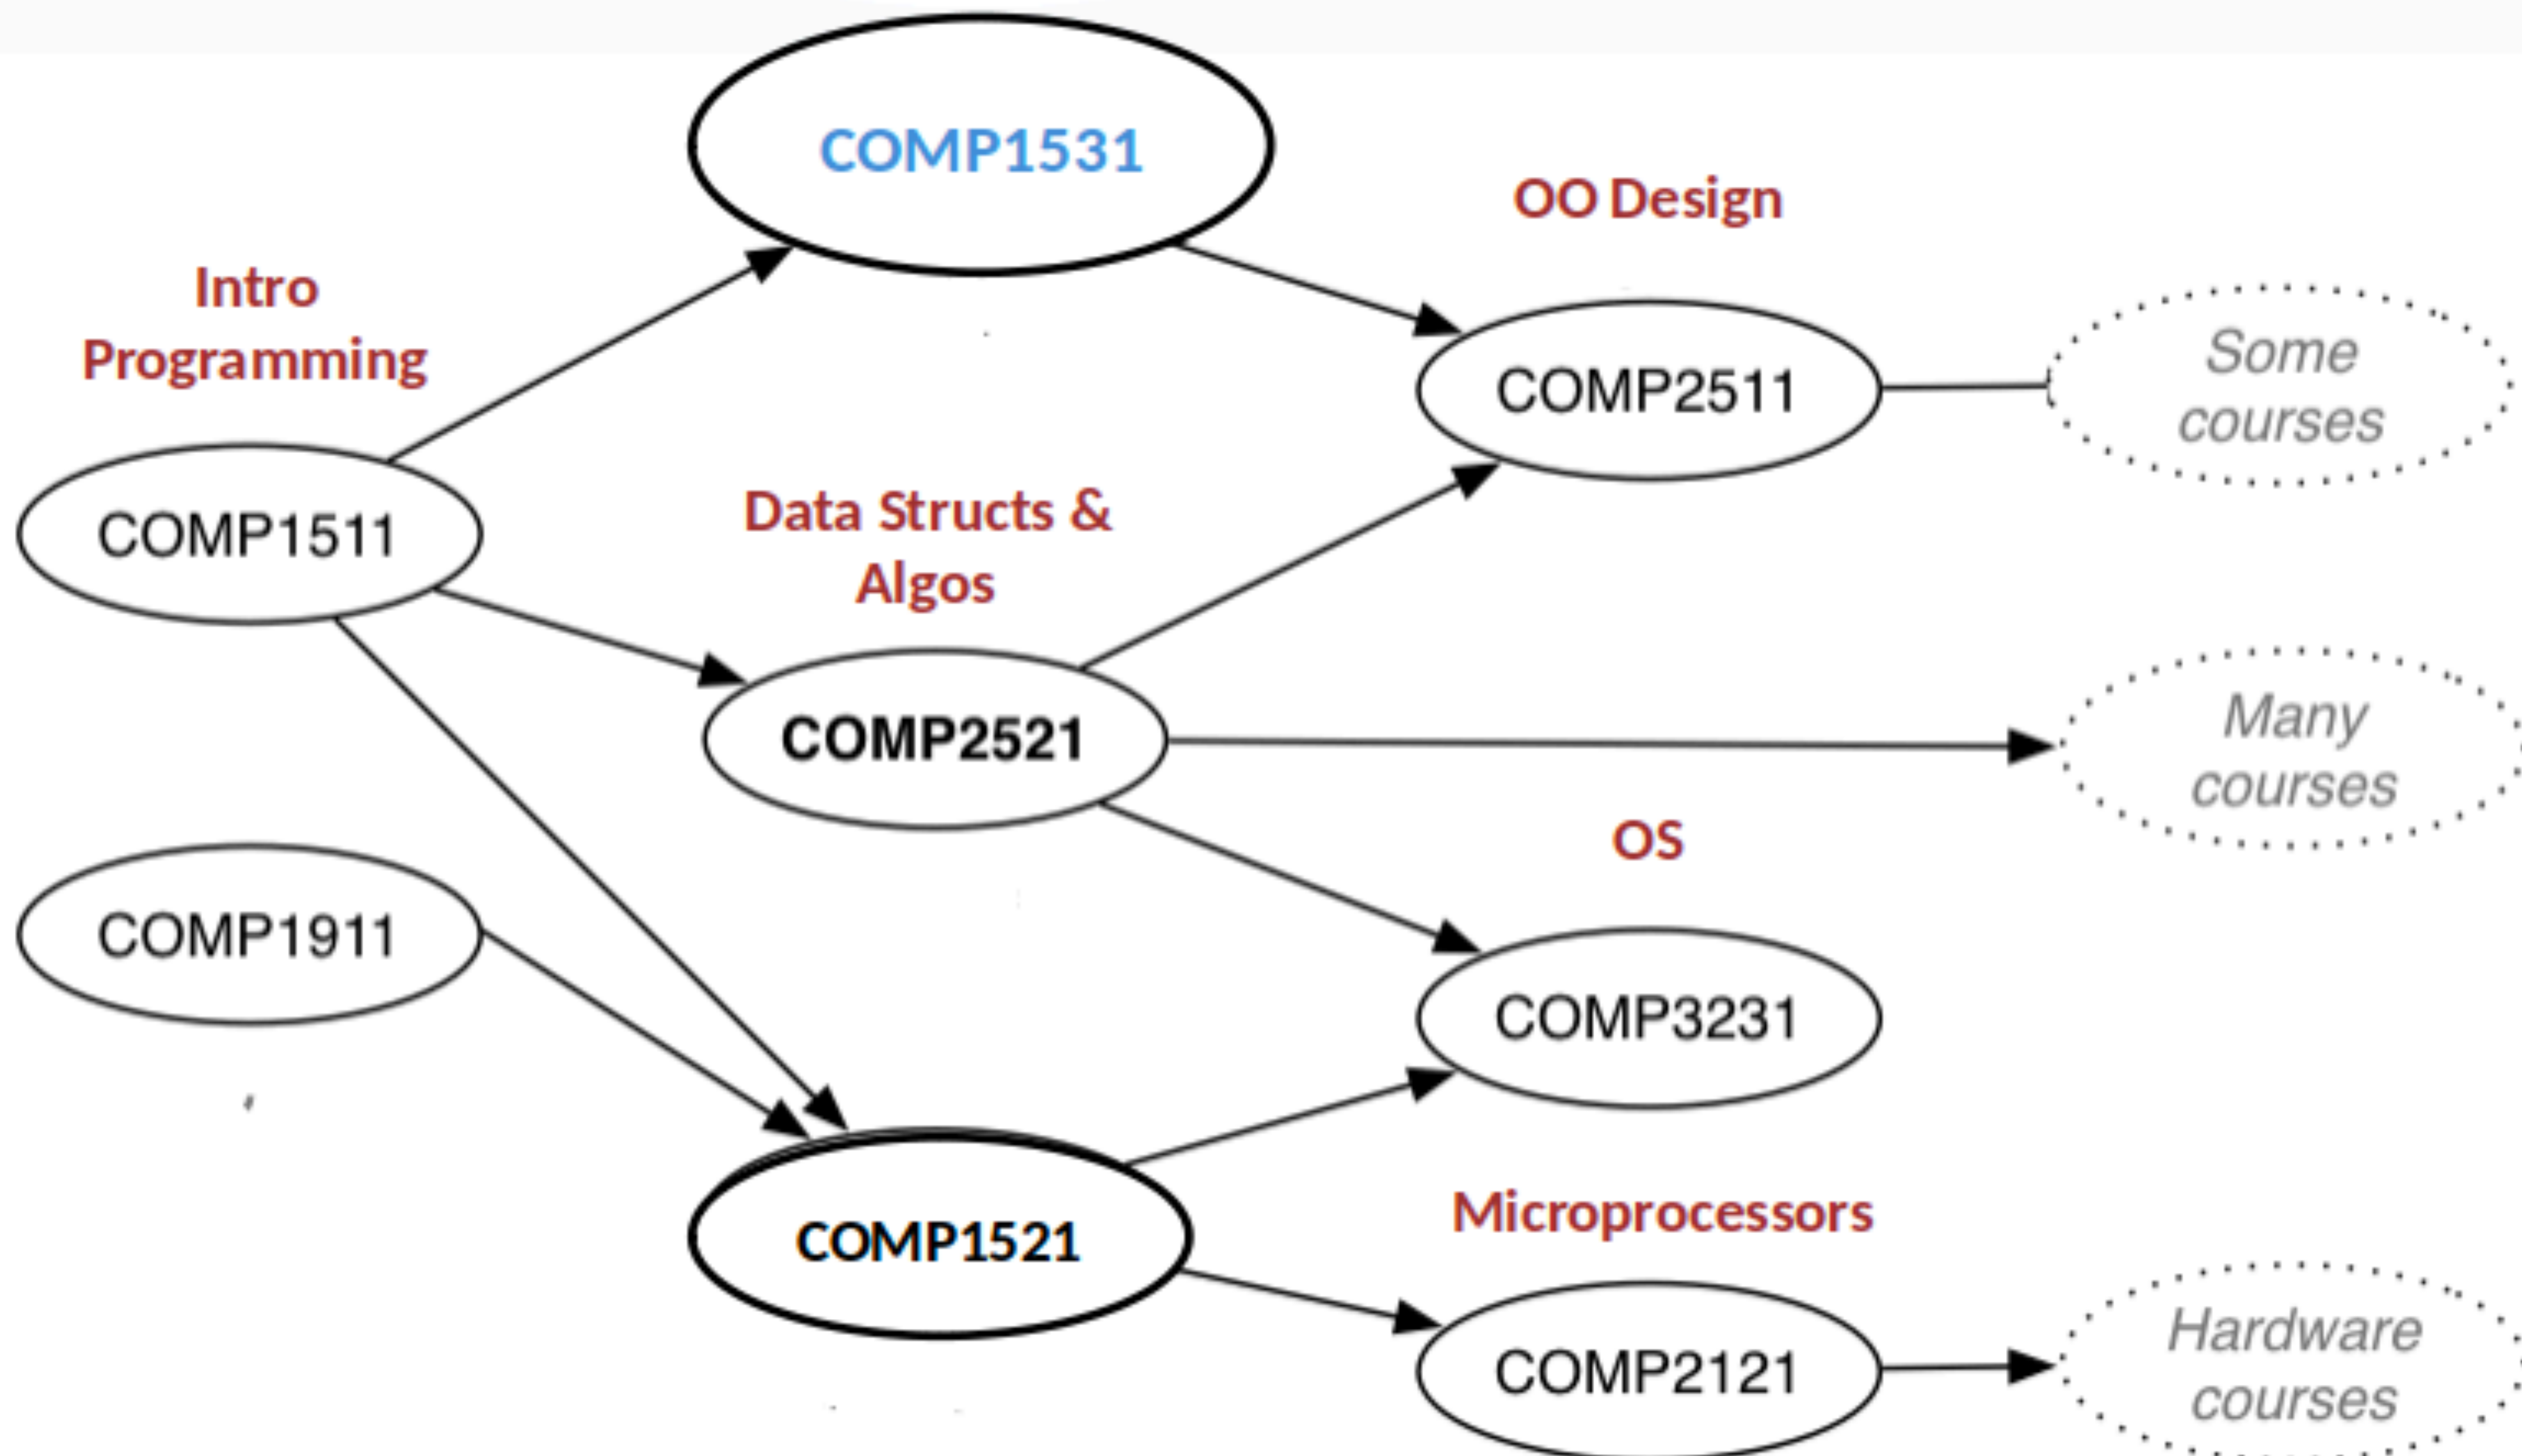 COMP1531
OO Design
Intro
Programming
Some
courses
COMP2511
Data Structs &
Algos
COMP1511
Many
courses
COMP2521
OS
COMP1911
COMP3231
Microprocessors
COMP1521
Hardware
courses
COMP2121